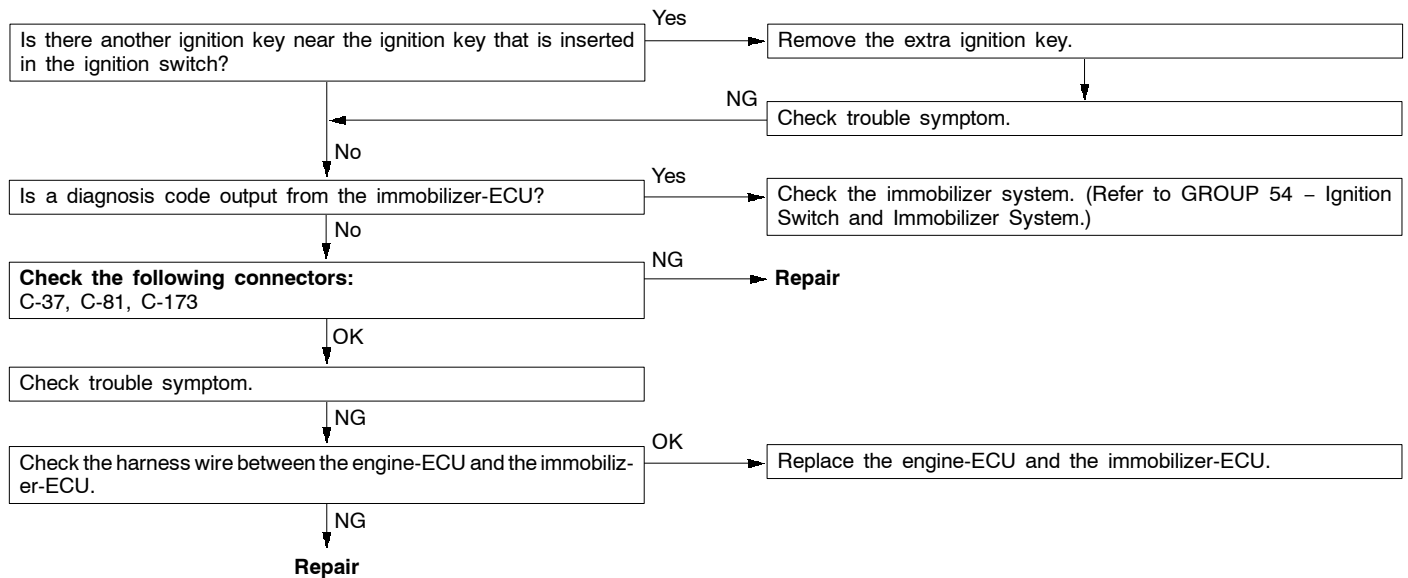 Yes
Is there another ignition key near the ignition key that is inserted
in the ignition switch?
Remove the extra ignition key.
NG
Check trouble symptom.
No
Is a diagnosis code output from the immobilizer-ECU?
Yes
Check the immobilizer system. (Refer to GROUP 54 – Ignition
Switch and Immobilizer System.)
No
Check the following connectors:
C-37, C-81, C-173
NG
Repair
OK
Check trouble symptom.
NG
Check the harness wire between the engine-ECU and the immobiliz-
er-ECU.
OK
Replace the engine-ECU and the immobilizer-ECU.
NG
Repair